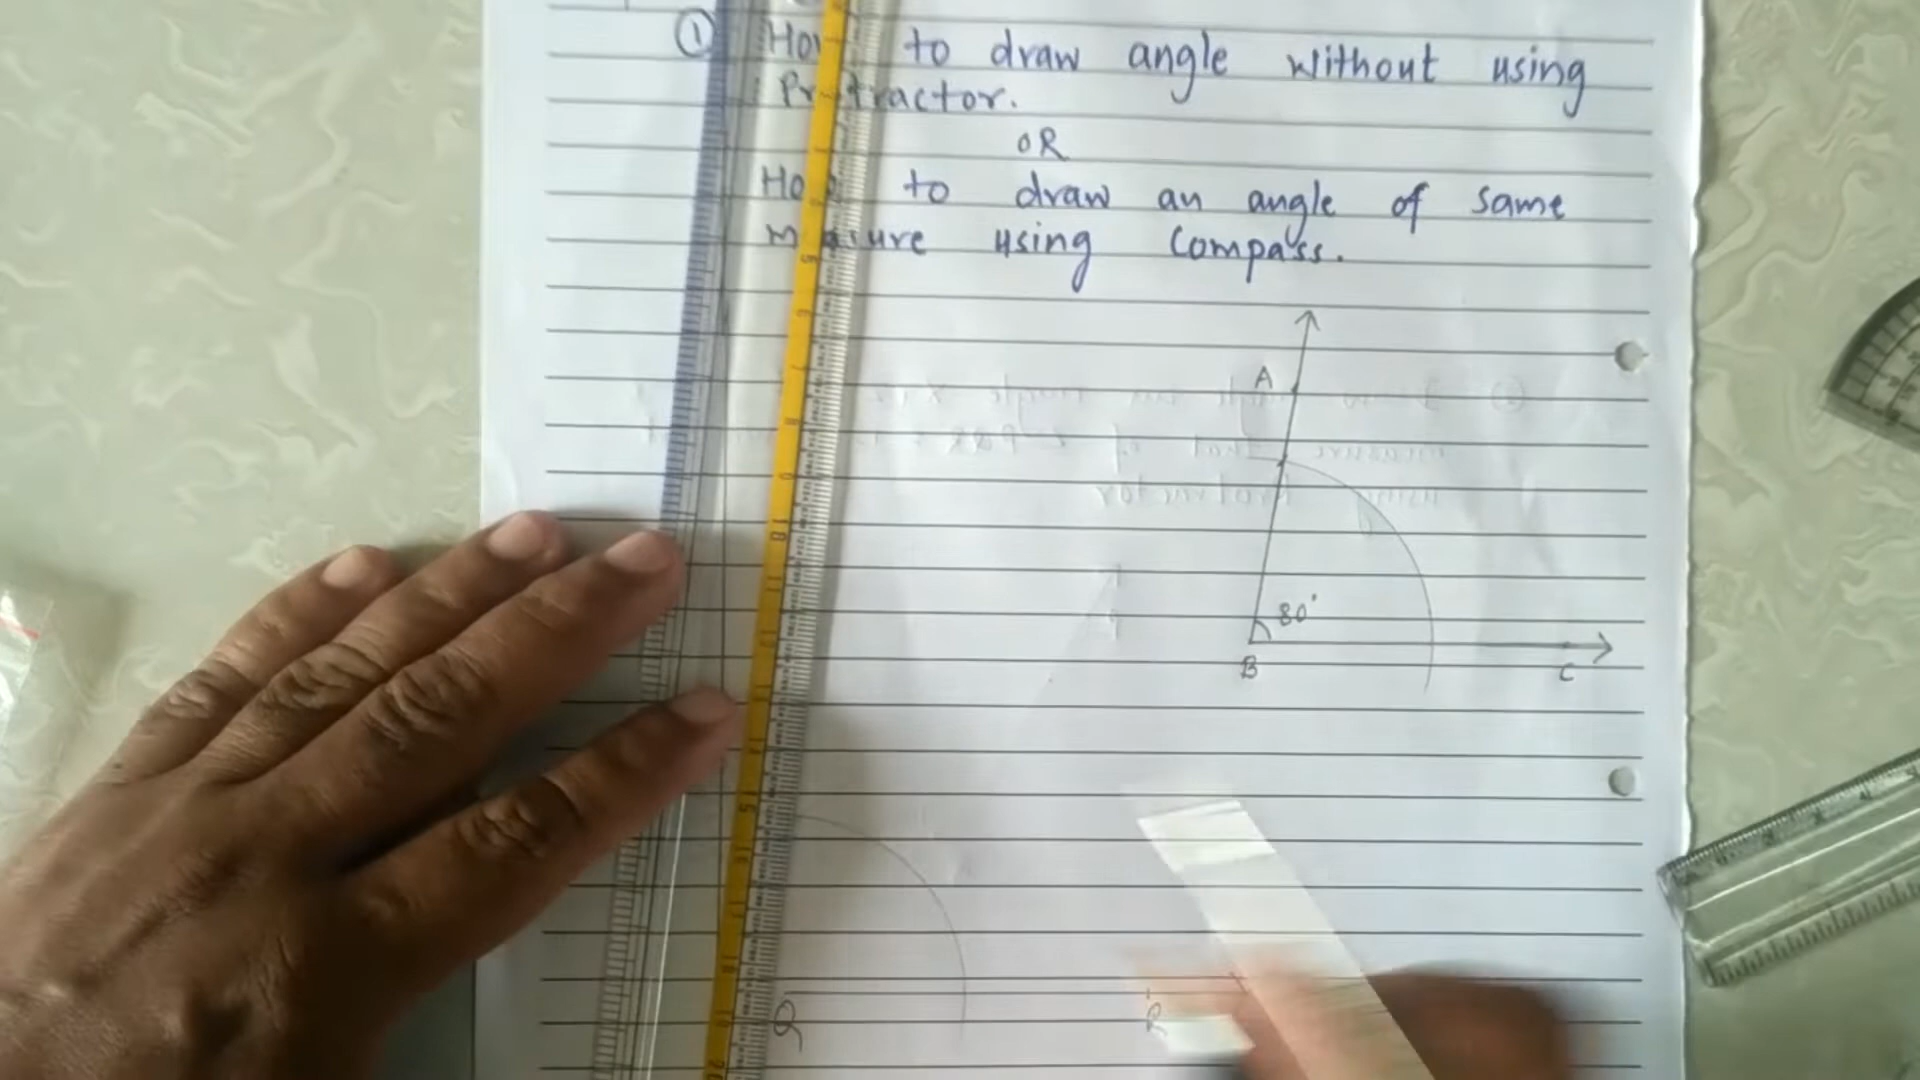 ① How to draw angle without using
Protractor.
OR
How to draw an angle of same
measure using Compass.
A
80°
B C
Q R